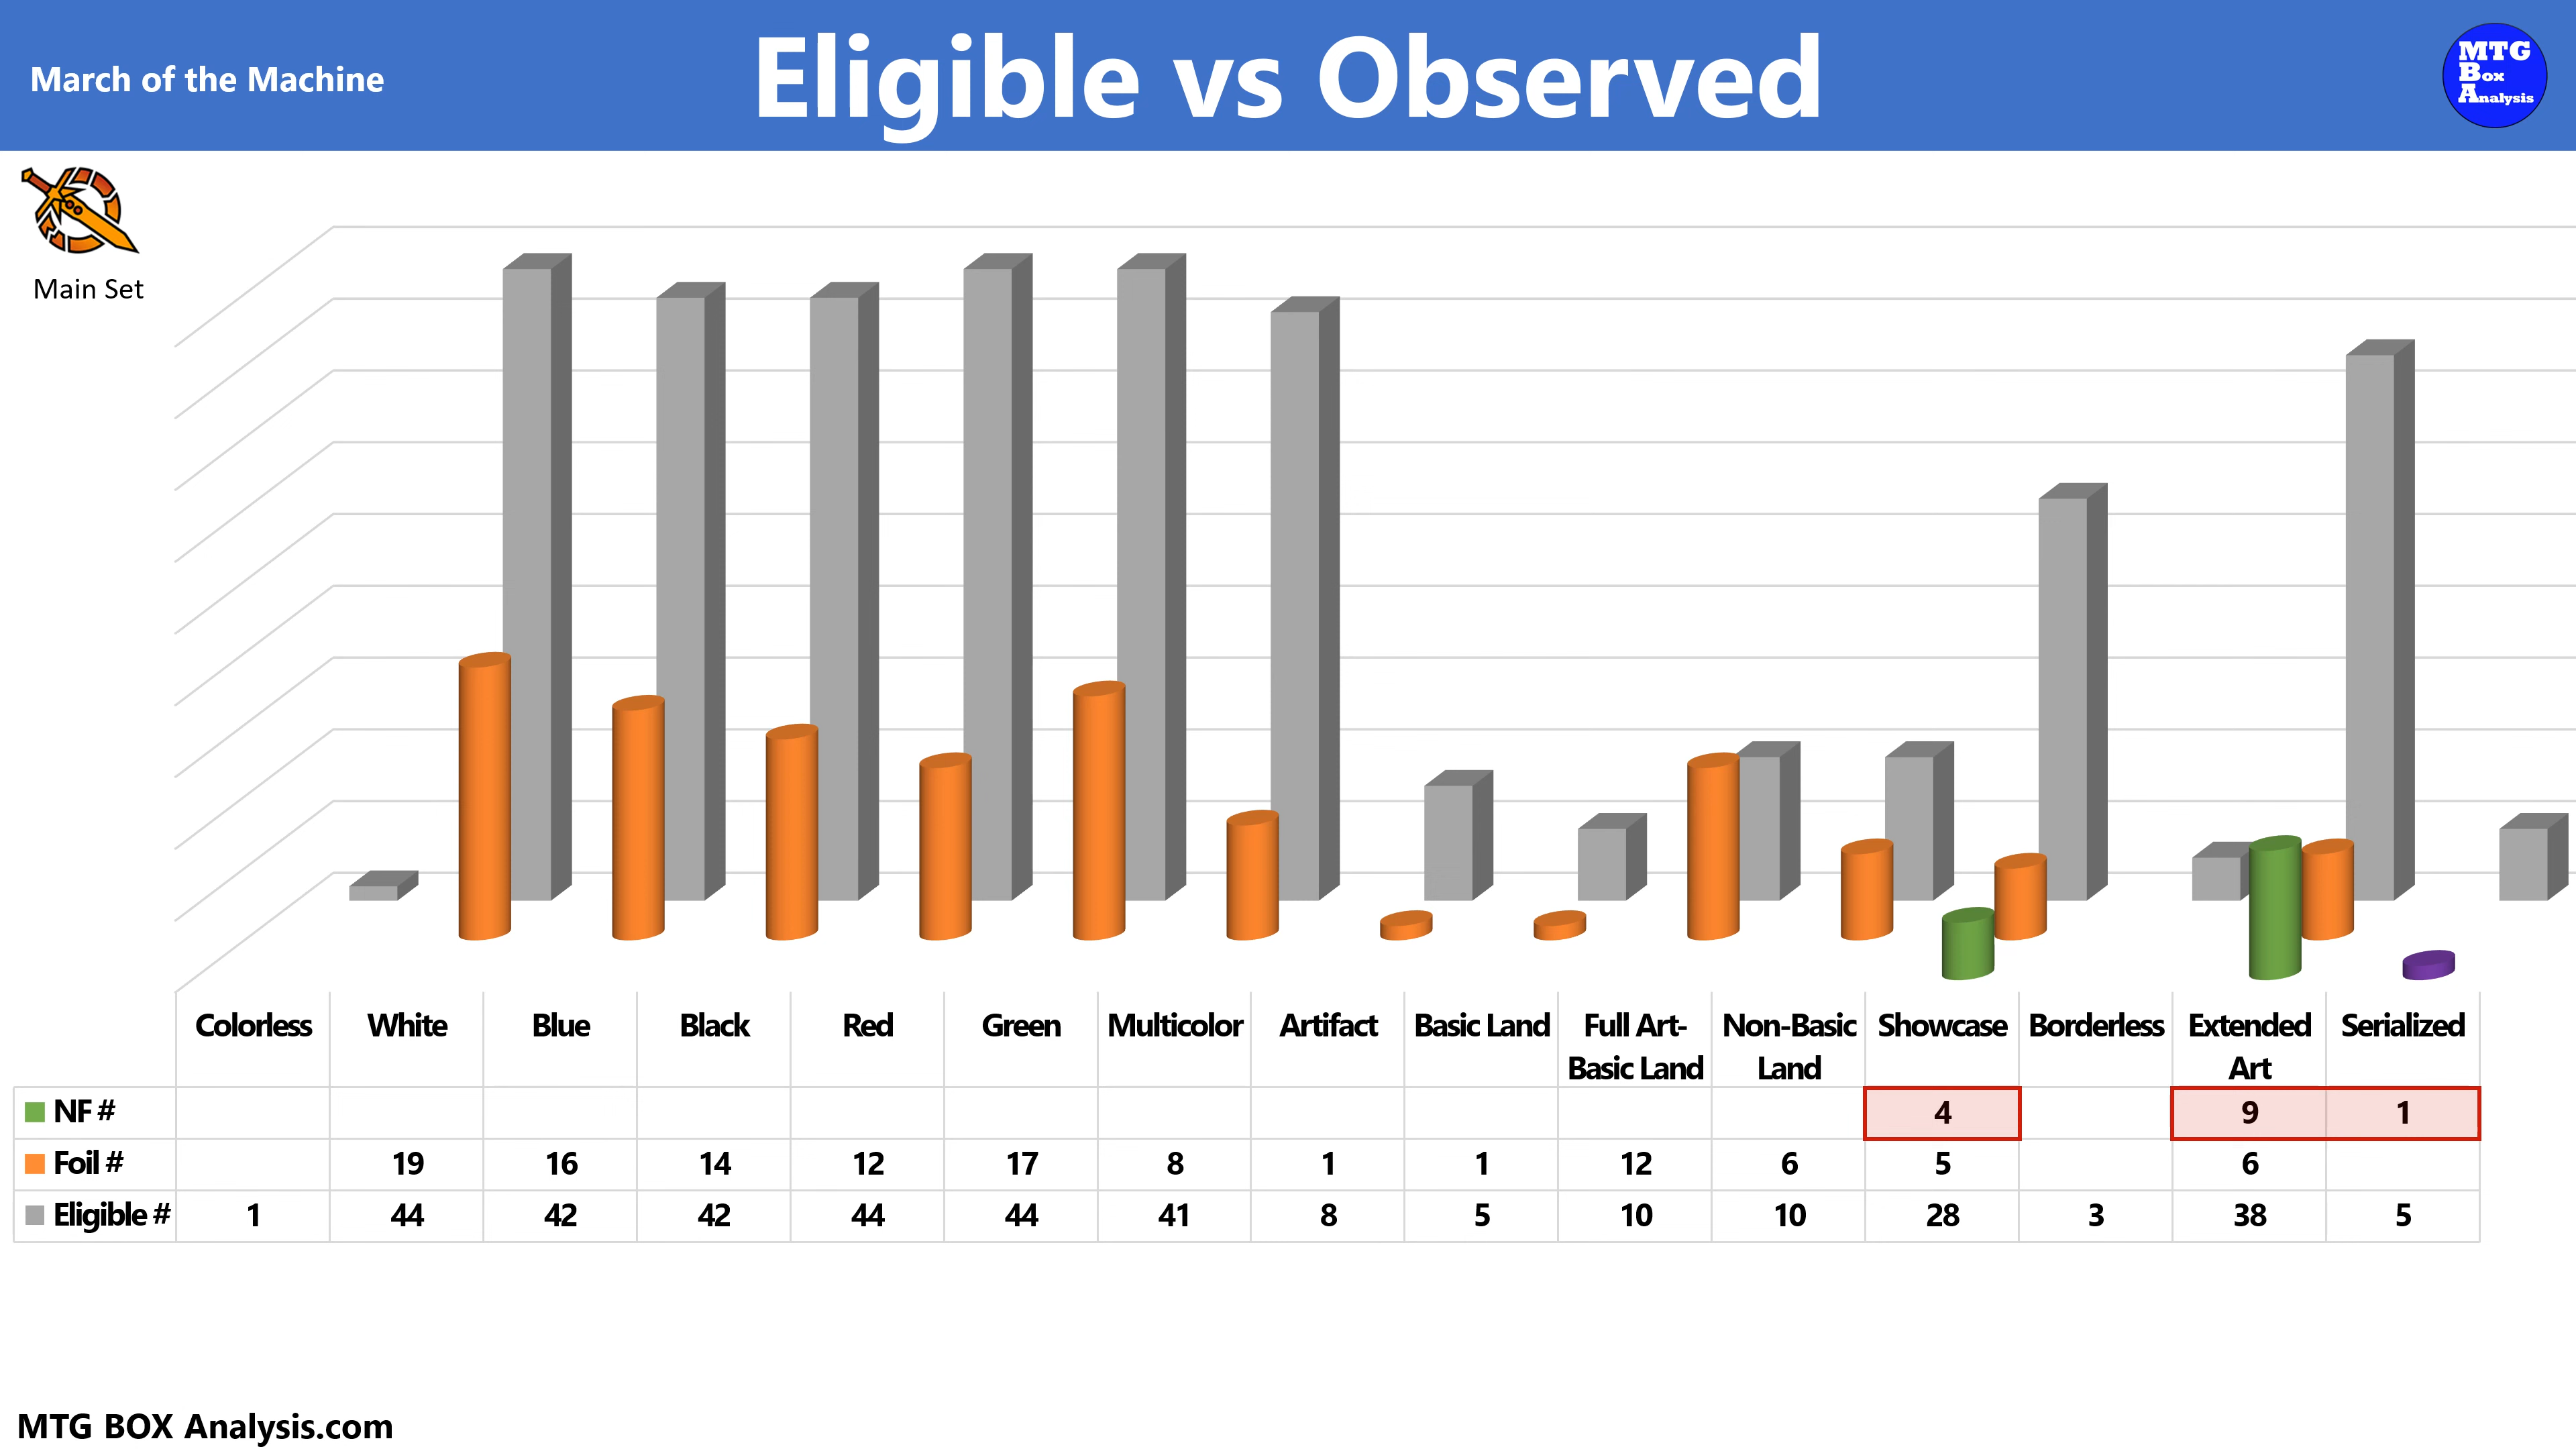 March of the Machine
Eligible vs Observed
MTG
Box
Analysis
Main Set
Colorless White Blue Black Red Green Multicolor Artifact Basic Land Full Art- Non-Basic Showcase Borderless Extended Serialized
Basic Land Land Art
NF # 4 9 1
Foil # 19 16 14 12 17 8 1 1 12 6 5 6
Eligible # 1 44 42 42 44 44 41 8 5 10 10 28 3 38 5
MTG BOX Analysis.com